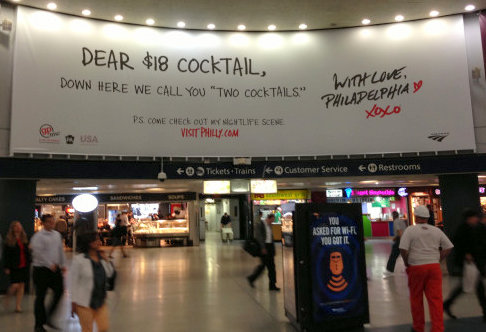 DEAR $18 COCKTAIL,
DOWN HERE WE CALL YOU "TWO COCKTAILS."
WITH LOVE,
PHILADELPHIA
XOXO
P.S. COME CHECK OUT MY NIGHTLIFE SCENE
VISITPHILLY.COM
USA
Tickets • Trains
Customer Service
Restrooms
SANDWICHES
SOUPS
YOU
ASKED FOR WI-FI.
YOU GOT IT.